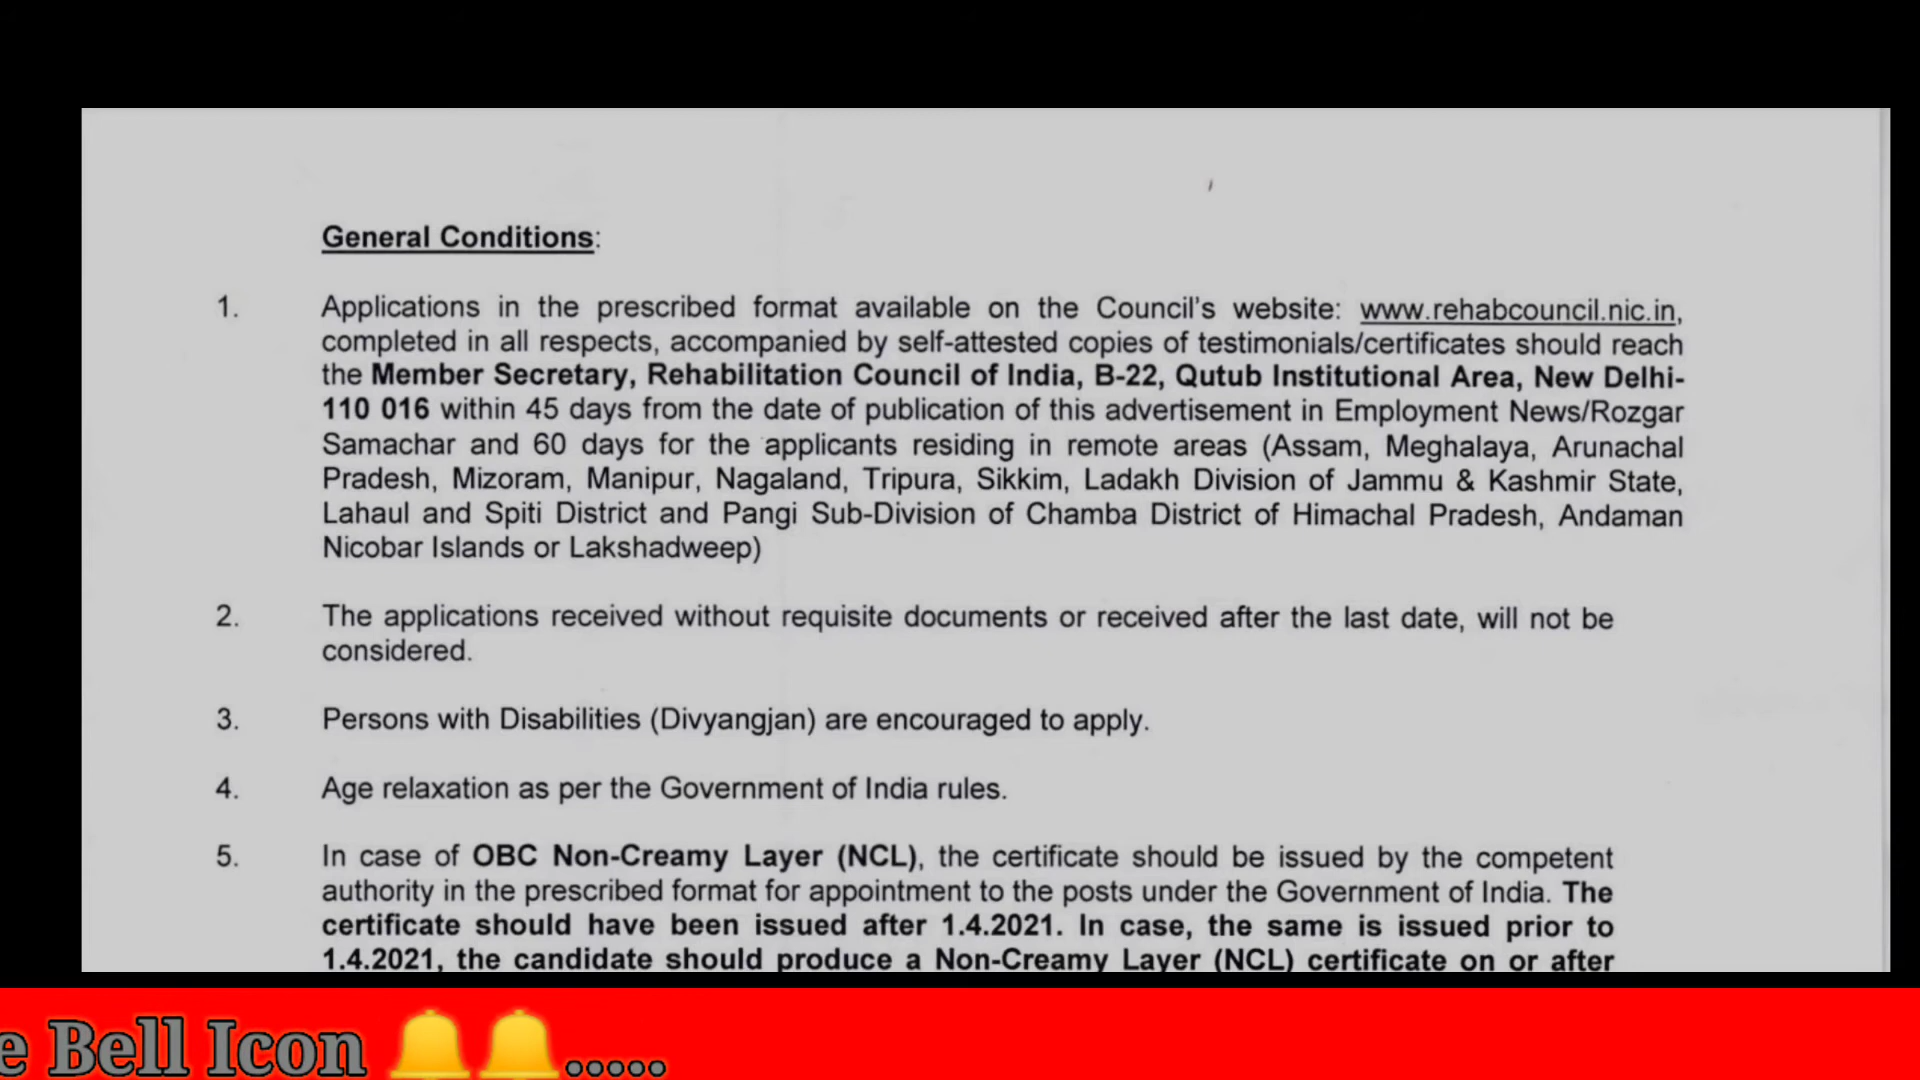 General Conditions:
1. Applications in the prescribed format available on the Council's website: www.rehabcouncil.nic.in,
completed in all respects, accompanied by self-attested copies of testimonials/certificates should reach
the Member Secretary, Rehabilitation Council of India, B-22, Qutub Institutional Area, New Delhi-
110 016 within 45 days from the date of publication of this advertisement in Employment News/Rozgar
Samachar and 60 days for the applicants residing in remote areas (Assam, Meghalaya, Arunachal
Pradesh, Mizoram, Manipur, Nagaland, Tripura, Sikkim, Ladakh Division of Jammu & Kashmir State,
Lahaul and Spiti District and Pangi Sub-Division of Chamba District of Himachal Pradesh, Andaman
Nicobar Islands or Lakshadweep)
2. The applications received without requisite documents or received after the last date, will not be
considered.
3. Persons with Disabilities (Divyangjan) are encouraged to apply.
4. Age relaxation as per the Government of India rules.
5. In case of OBC Non-Creamy Layer (NCL), the certificate should be issued by the competent
authority in the prescribed format for appointment to the posts under the Government of India. The
certificate should have been issued after 1.4.2021. In case, the same is issued prior to
1.4.2021, the candidate should produce a Non-Creamy Layer (NCL) certificate on or after
e Bell Icon 🔔🔔.....